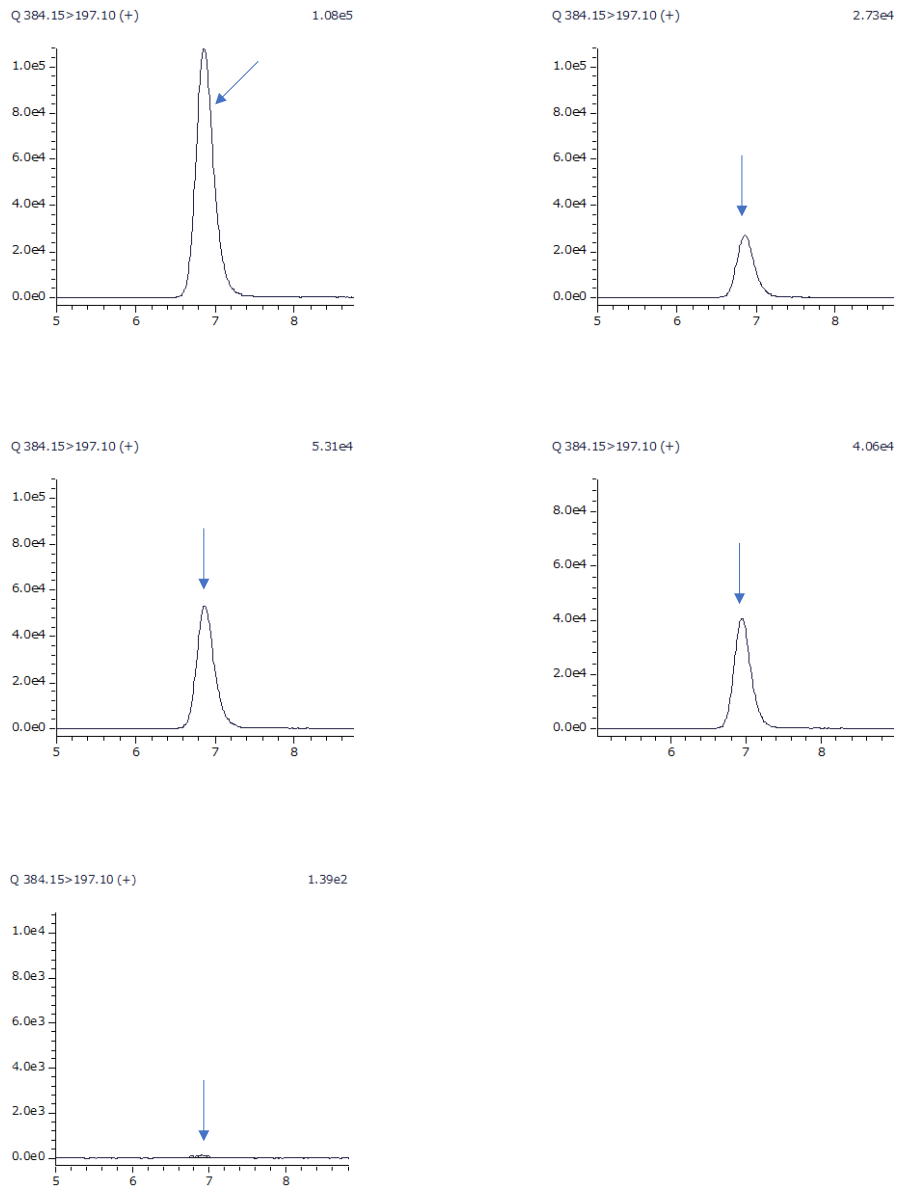 Q 384.15>197.10 (+) 1.08e5
1.0e5
8.0e4
6.0e4
4.0e4
2.0e4
0.0e0
5 6 7 8
Q 384.15>197.10 (+) 2.73e4
1.0e5
8.0e4
6.0e4
4.0e4
2.0e4
0.0e0
5 6 7 8
Q 384.15>197.10 (+) 5.31e4
1.0e5
8.0e4
6.0e4
4.0e4
2.0e4
0.0e0
5 6 7 8
Q 384.15>197.10 (+) 4.06e4
8.0e4
6.0e4
4.0e4
2.0e4
0.0e0
6 7 8
Q 384.15>197.10 (+) 1.39e2
1.0e4
8.0e3
6.0e3
4.0e3
2.0e3
0.0e0
5 6 7 8